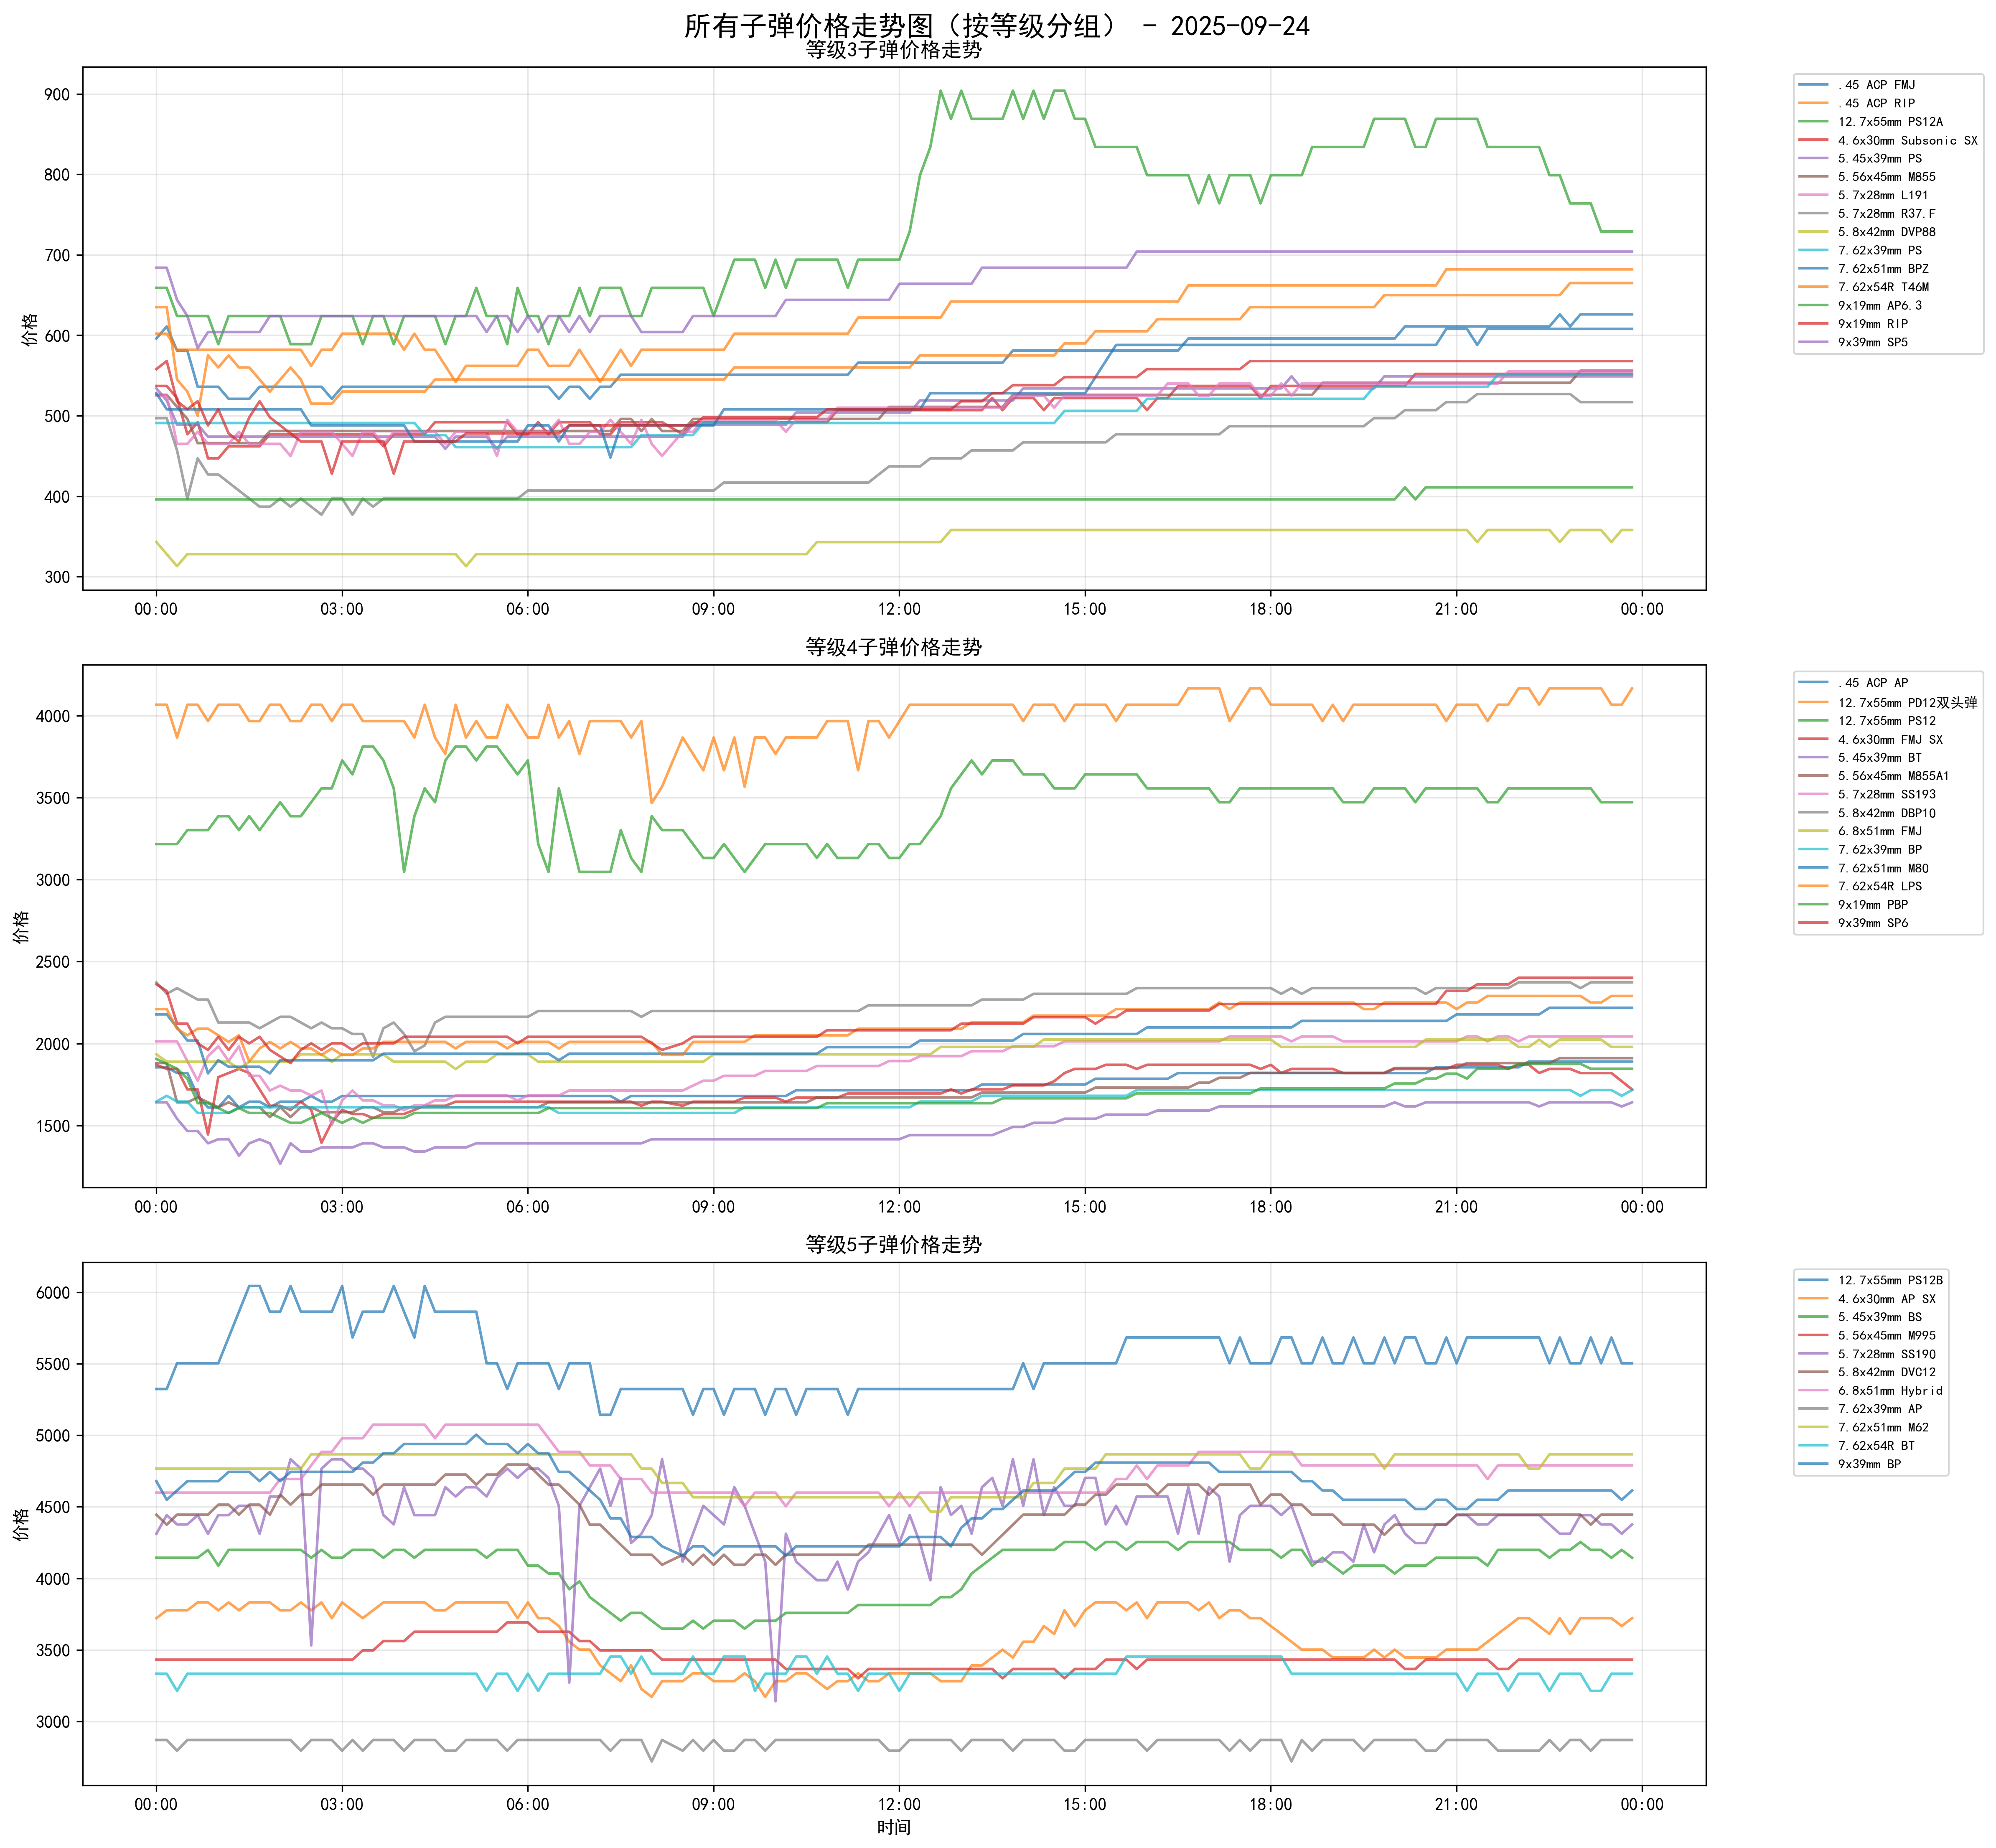 所有子弹价格走势图（按等级分组） - 2025-09-24
等级3子弹价格走势
900
800
700
600
500
400
300
价格
00:00
03:00
06:00
09:00
12:00
15:00
18:00
21:00
00:00
.45 ACP FMJ
.45 ACP RIP
12.7x55mm PS12A
4.6x30mm Subsonic SX
5.45x39mm PS
5.56x45mm M855
5.7x28mm L191
5.7x28mm R37.F
5.8x42mm DVP88
7.62x39mm PS
7.62x51mm BPZ
7.62x54R T46M
9x19mm AP6.3
9x19mm RIP
9x39mm SP5
等级4子弹价格走势
4000
3500
3000
2500
2000
1500
价格
00:00
03:00
06:00
09:00
12:00
15:00
18:00
21:00
00:00
.45 ACP AP
12.7x55mm PD12双头弹
12.7x55mm PS12
4.6x30mm FMJ SX
5.45x39mm BT
5.56x45mm M855A1
5.7x28mm SS193
5.8x42mm DBP10
6.8x51mm FMJ
7.62x39mm BP
7.62x51mm M80
7.62x54R LPS
9x19mm PBP
9x39mm SP6
等级5子弹价格走势
6000
5500
5000
4500
4000
3500
3000
价格
00:00
03:00
06:00
09:00
12:00
15:00
18:00
21:00
00:00
时间
12.7x55mm PS12B
4.6x30mm AP SX
5.45x39mm BS
5.56x45mm M995
5.7x28mm SS190
5.8x42mm DVC12
6.8x51mm Hybrid
7.62x39mm AP
7.62x51mm M62
7.62x54R BT
9x39mm BP